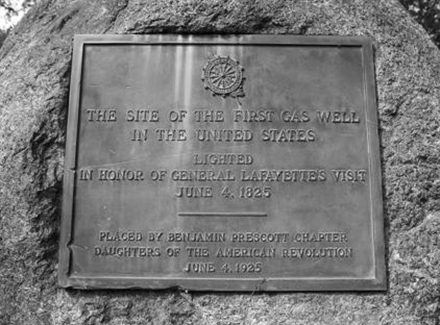 THE SITE OF THE FIRST GAS WELL
IN THE UNITED STATES
LIGHTED
IN HONOR OF GENERAL LAFAYETTE'S VISIT
JUNE 4, 1825
PLACED BY BENJAMIN PRESCOTT CHAPTER
DAUGHTERS OF THE AMERICAN REVOLUTION
JUNE 4, 1925